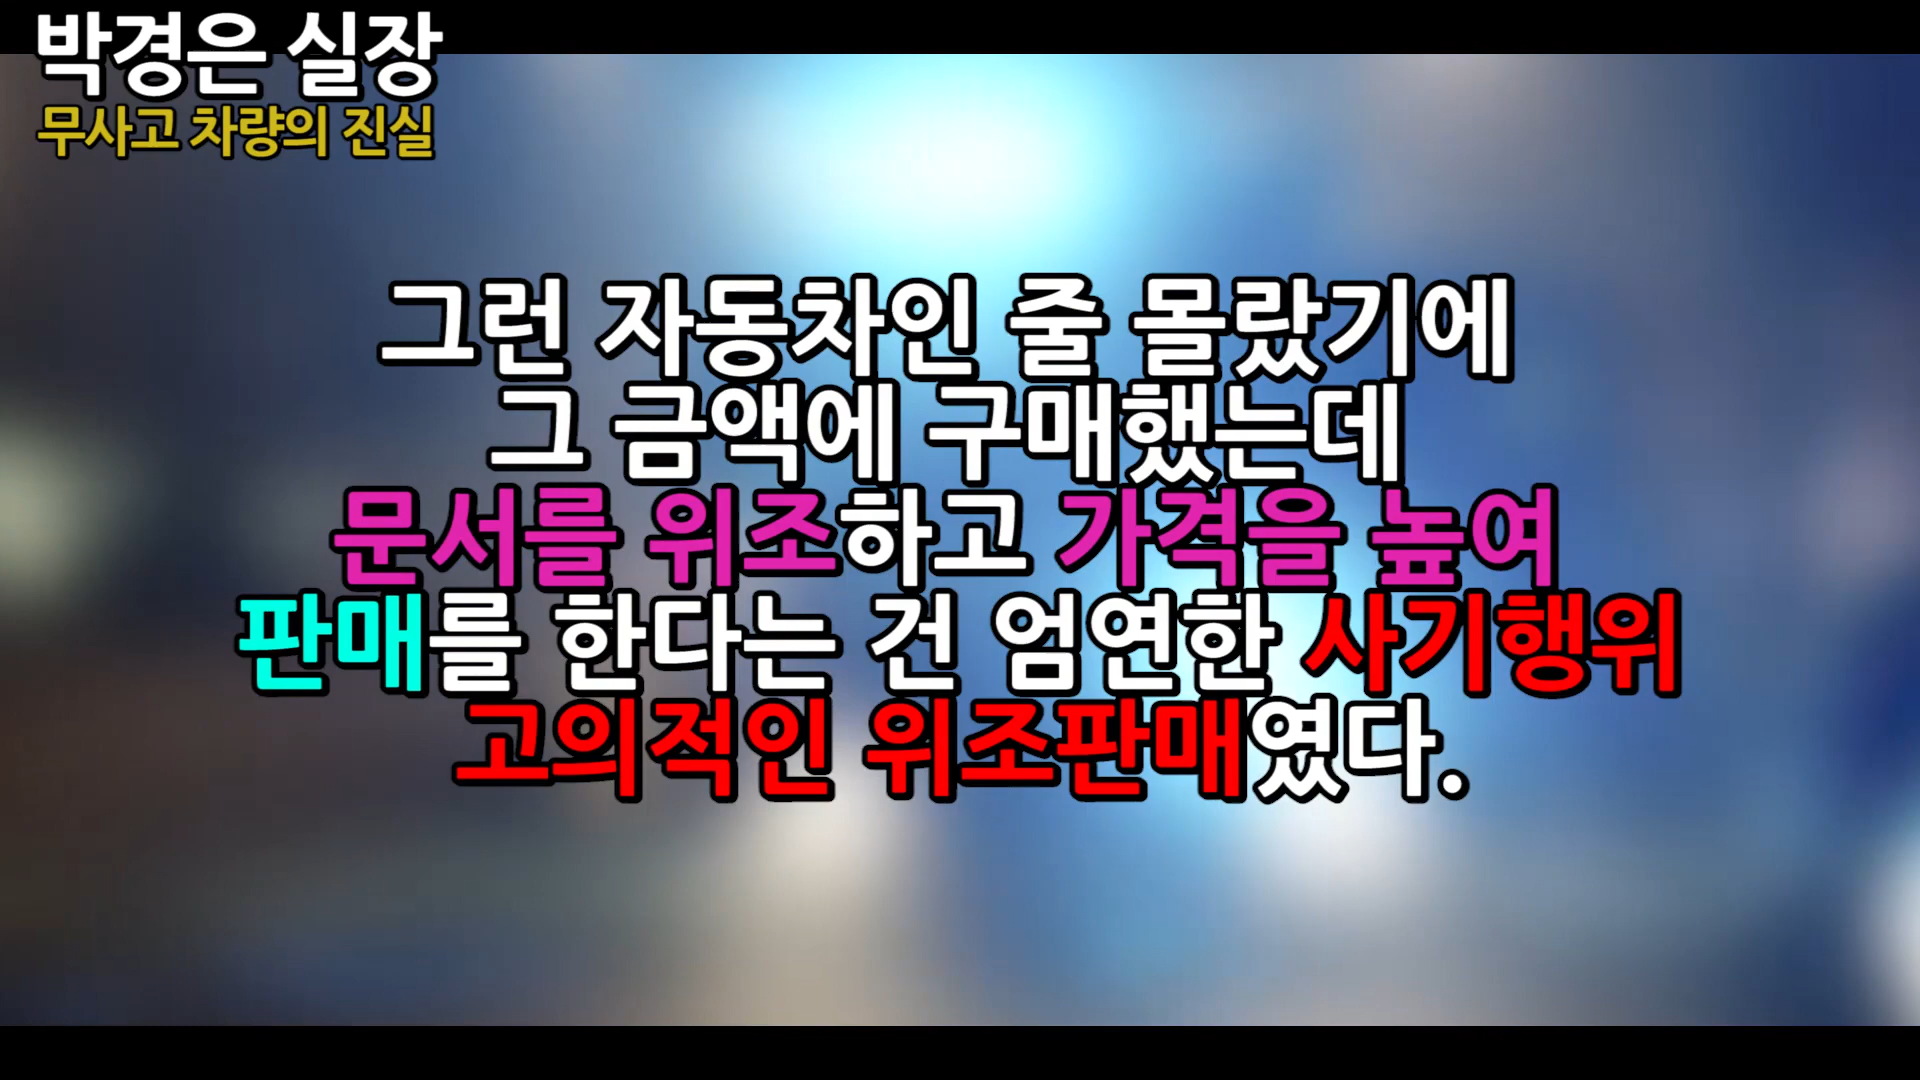 박경은 실장
무사고 차량의 진실
그런 자동차인 줄 몰랐기에
그 금액에 구매했는데
문서를 위조하고 가격을 높여
판매를 한다는 건 엄연한 사기행위
고의적인 위조판매였다.